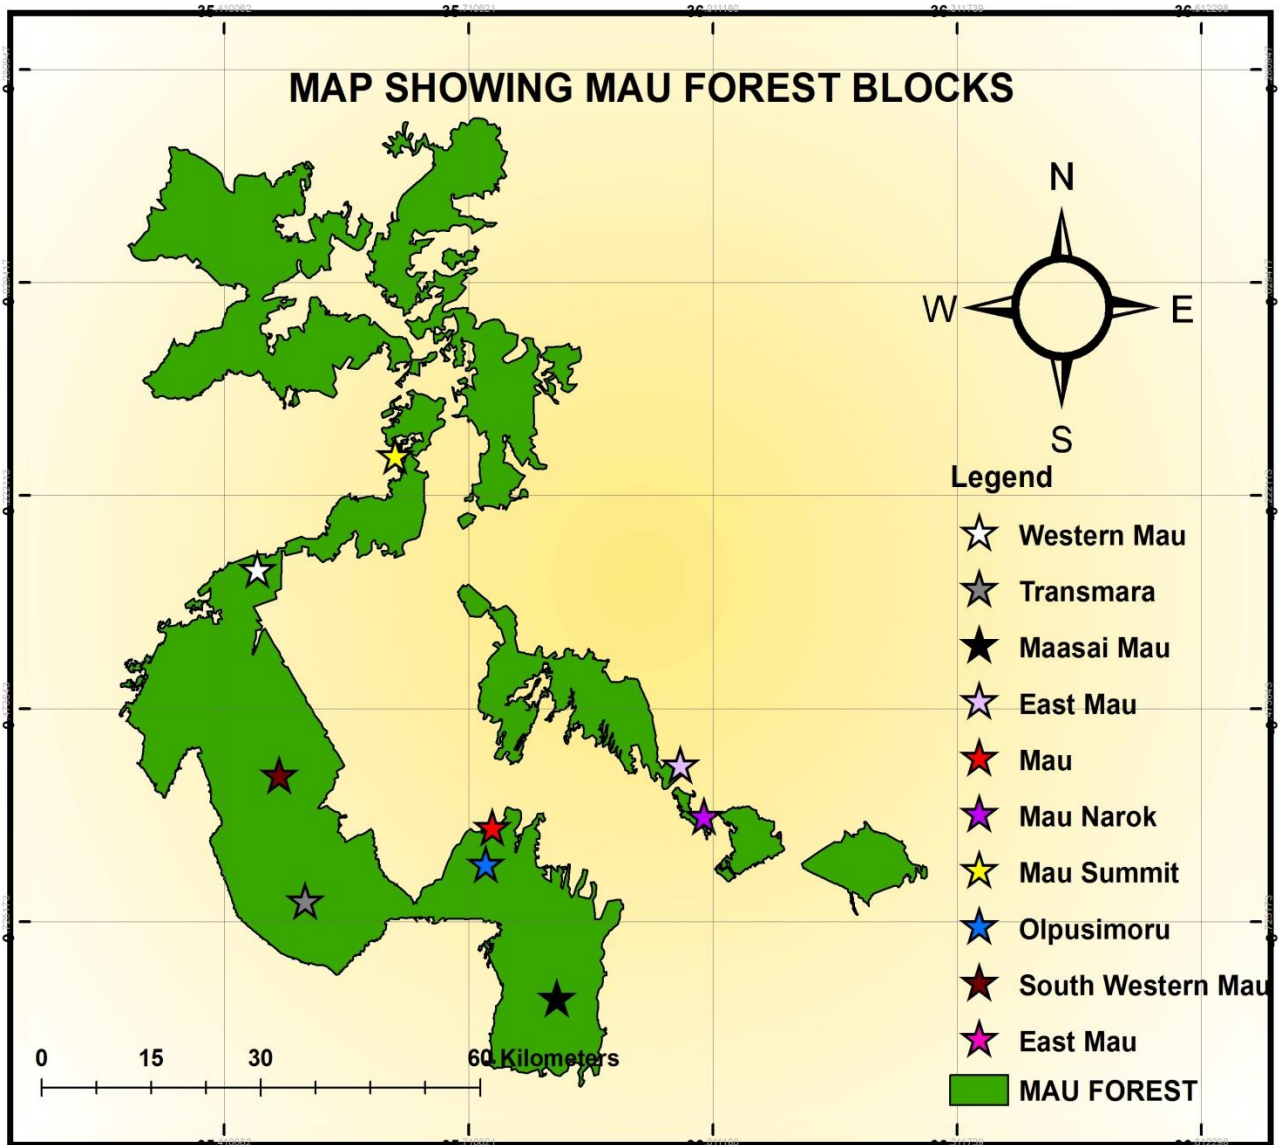 MAP SHOWING MAU FOREST BLOCKS
N
W
E
S
Legend
Western Mau
Transmara
Maasai Mau
East Mau
Mau
Mau Narok
Mau Summit
Olpusimoru
South Western Mau
East Mau
MAU FOREST
0 15 30 60 Kilometers